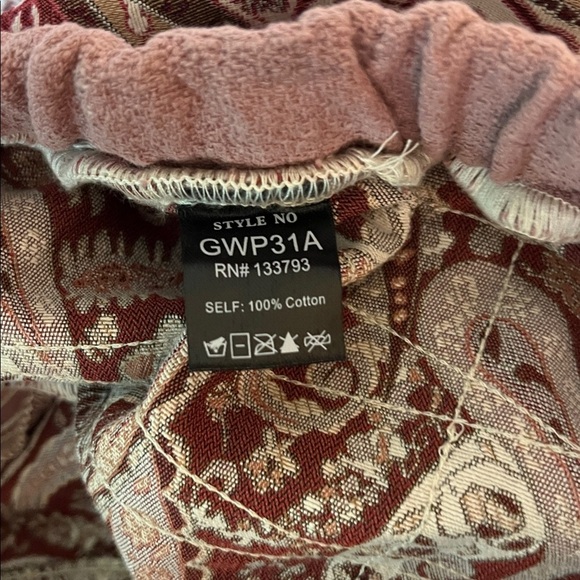 STYLE NO
GWP31A
RN# 133793
SELF: 100% Cotton